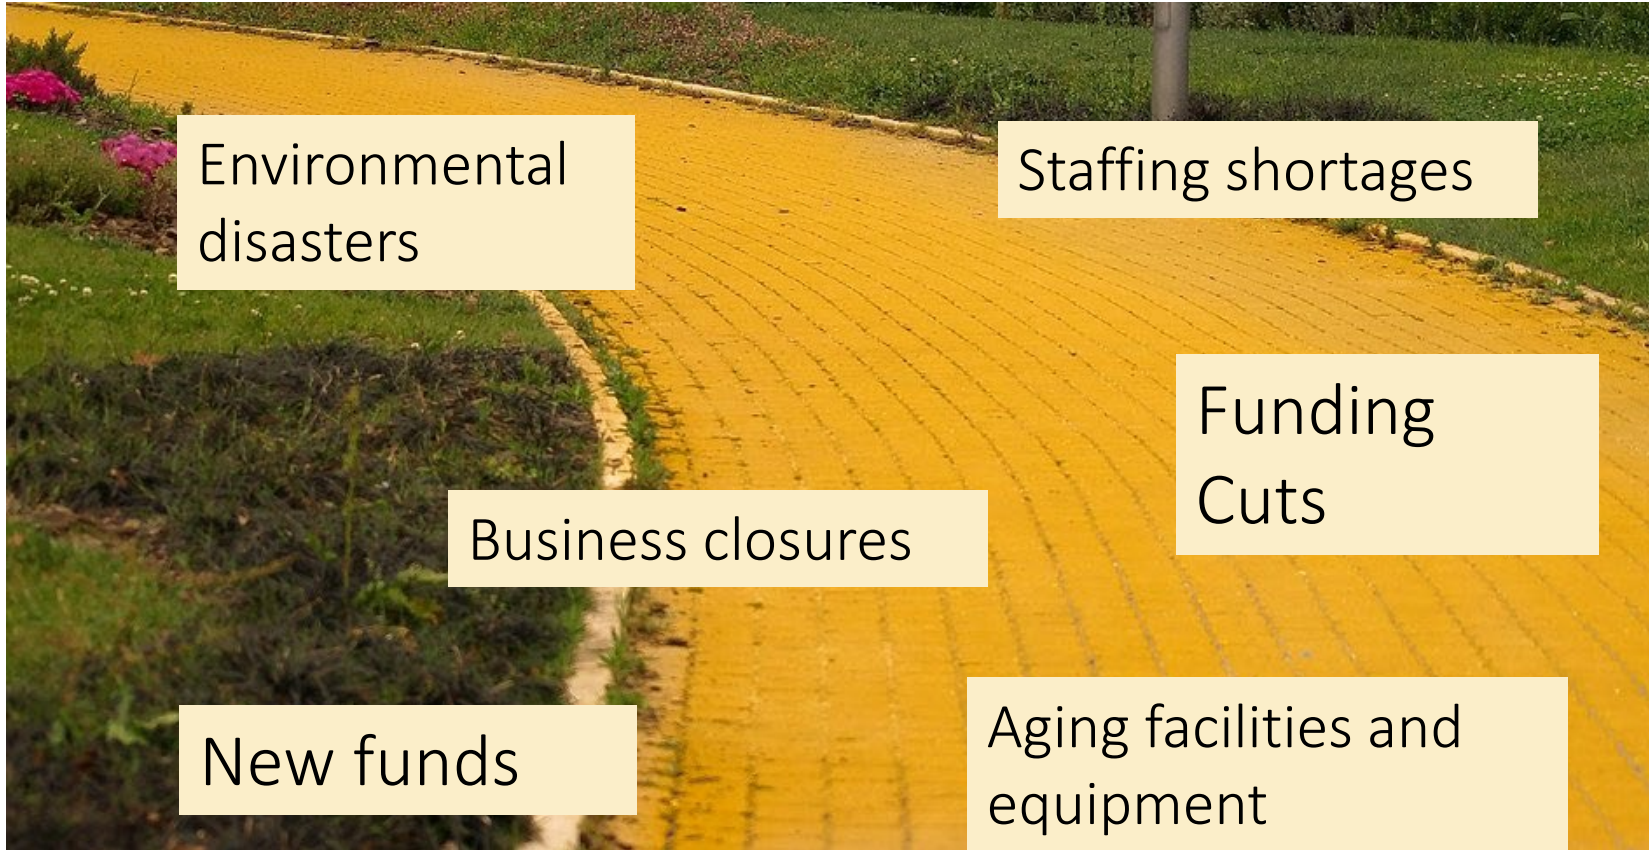 Environmental
disasters
Staffing shortages
Funding
Cuts
Business closures
New funds
Aging facilities and
equipment